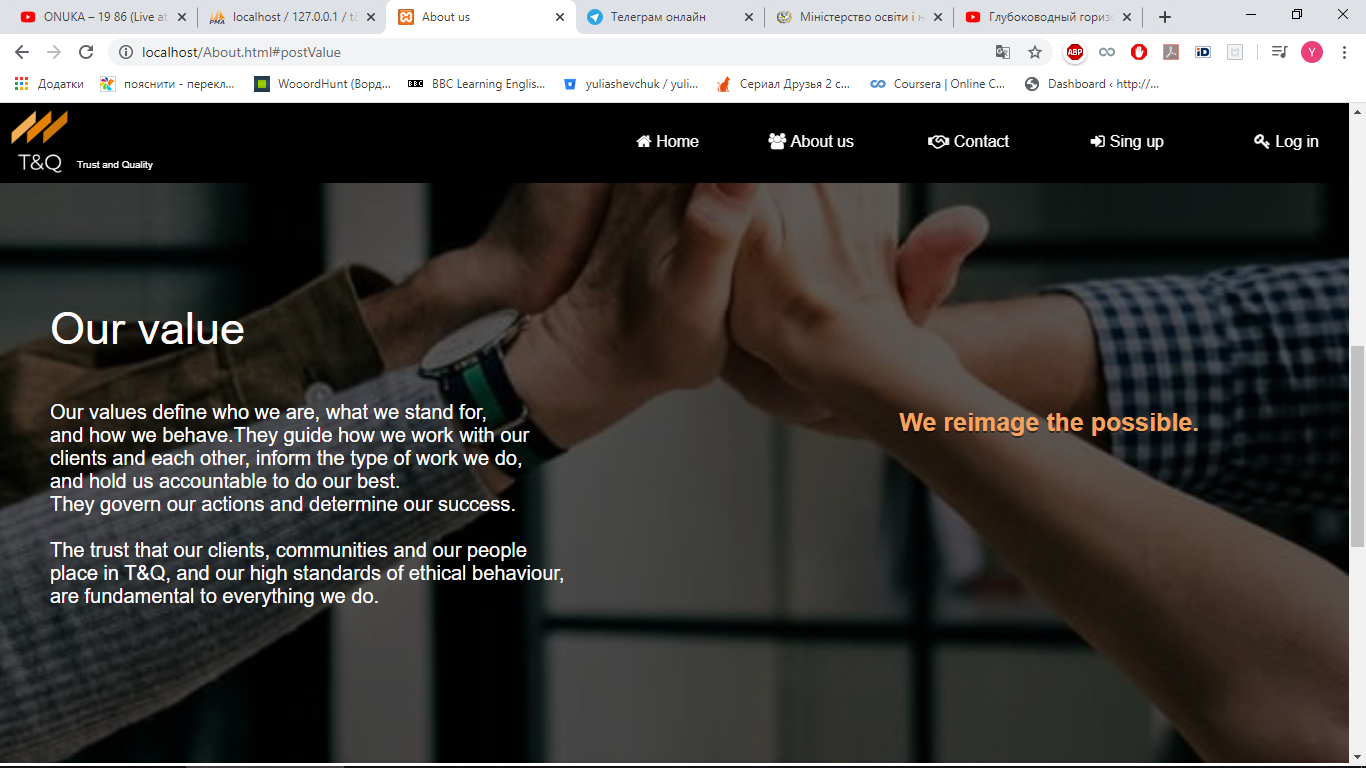 ONUKA – 19 86 (Live at
localhost / 127.0.0.1 / t&
About us
Телеграм онлайн
Міністерство освіти і н
Глубоководный горизо
localhost/About.html#postValue
ABP
iD
Y
Додатки
пояснити - перекл...
WooordHunt (Ворд...
BBC
BBC Learning Englis...
yuliashevchuk / yuli...
Сериал Друзья 2 с...
Coursera | Online C...
Dashboard ‹ http://...
T&Q
Trust and Quality
Home
About us
Contact
Sing up
Log in
Our value
Our values define who we are, what we stand for,
and how we behave.They guide how we work with our
clients and each other, inform the type of work we do,
and hold us accountable to do our best.
They govern our actions and determine our success.
We reimage the possible.
The trust that our clients, communities and our people
place in T&Q, and our high standards of ethical behaviour,
are fundamental to everything we do.